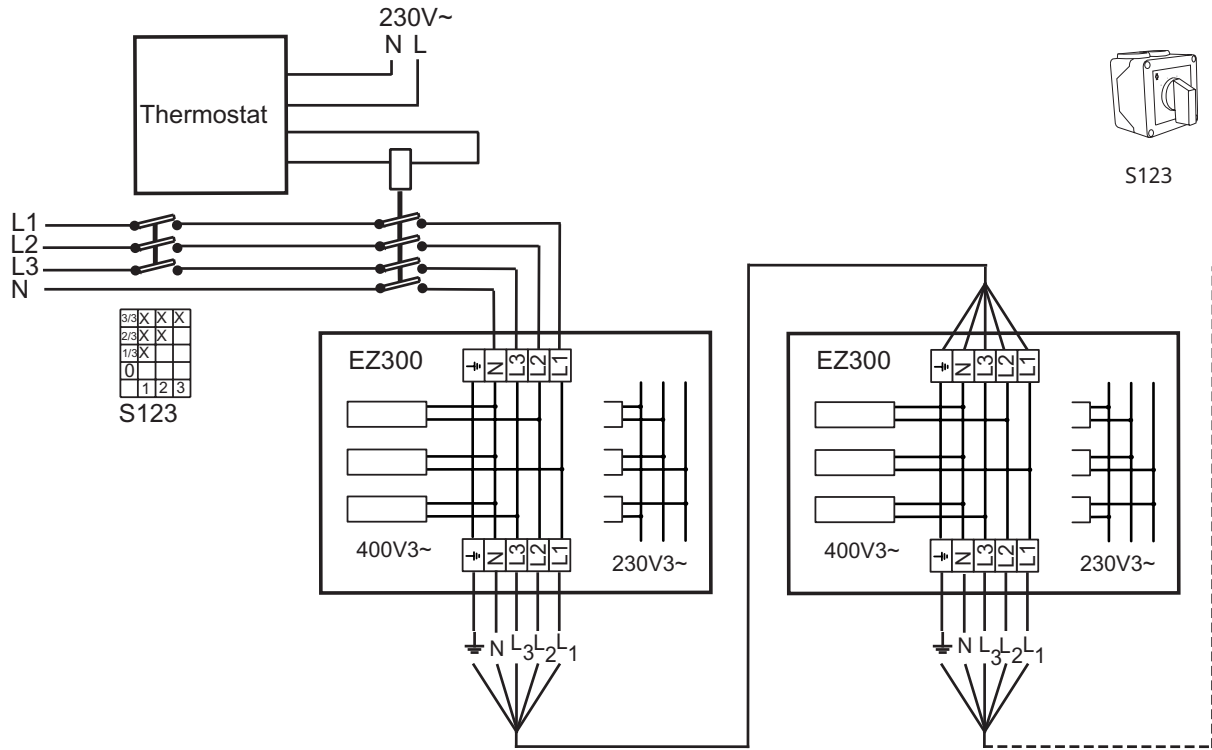 230V~
N L
Thermostat
S123
L1
L2
L3
N
3/3 X X X
2/3 X X
1/3 X
0
1 2 3
S123
EZ300
N L3 L2 L1
400V3~
230V3~
N L3 L2 L1
N L3 L2 L1
EZ300
N L3 L2 L1
400V3~
230V3~
N L3 L2 L1
N L3 L2 L1